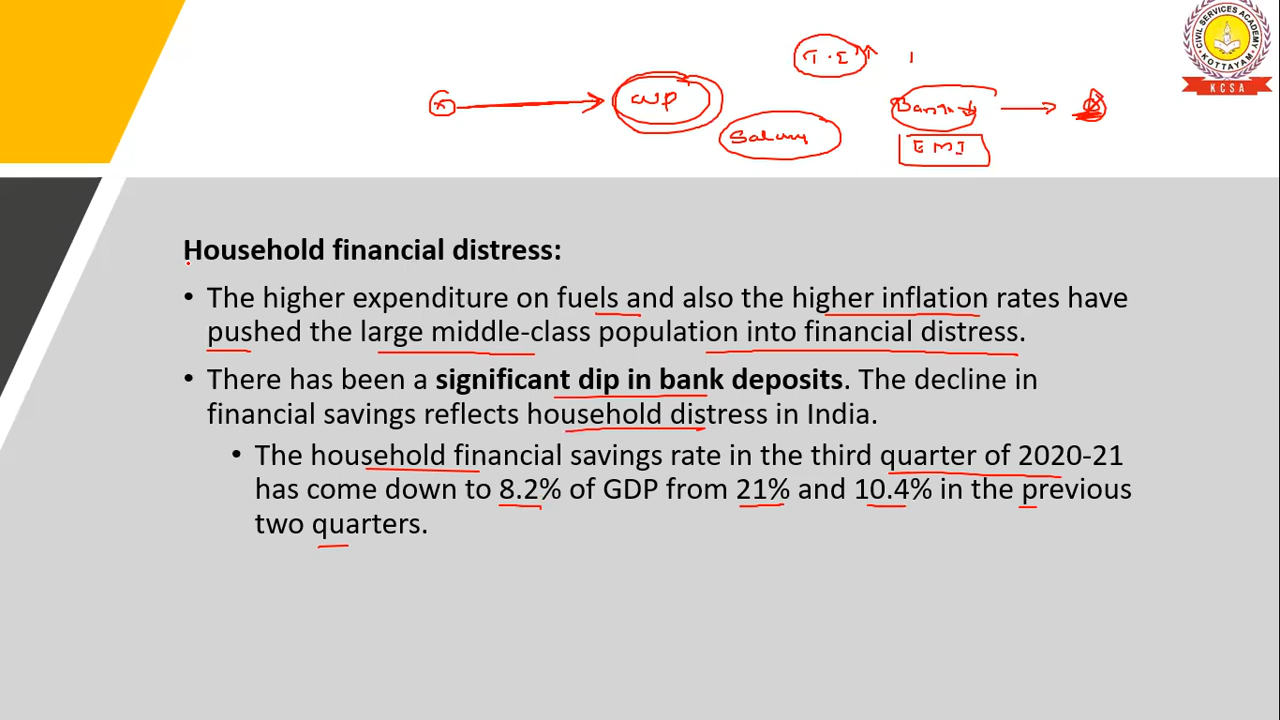 CIVIL SERVICES ACADEMY
KOTTAYAM
KCSA
T.E
Salary
EMI
Household financial distress:
• The higher expenditure on fuels and also the higher inflation rates have
pushed the large middle-class population into financial distress.
• There has been a significant dip in bank deposits. The decline in
financial savings reflects household distress in India.
• The household financial savings rate in the third quarter of 2020-21
has come down to 8.2% of GDP from 21% and 10.4% in the previous
two quarters.